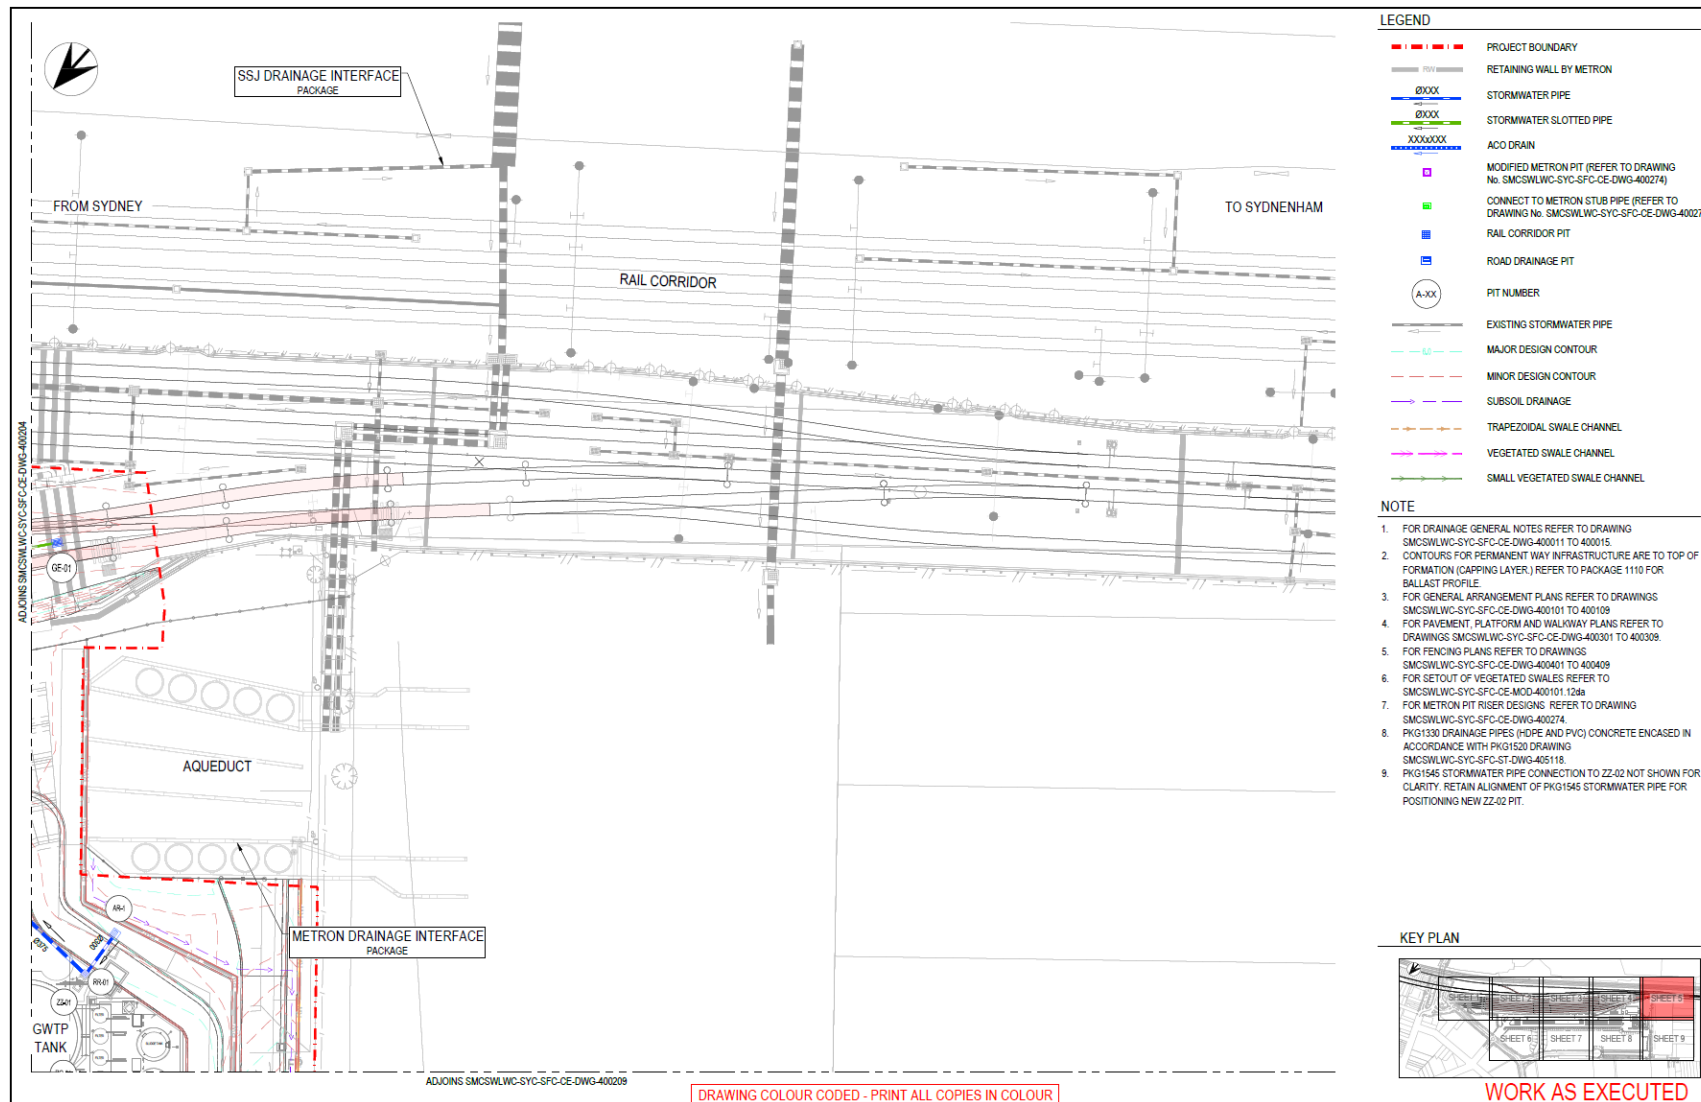 SSJ DRAINAGE INTERFACE
PACKAGE
FROM SYDNEY
TO SYDNENHAM
RAIL CORRIDOR
ADJOINS SMCSWLWC-SYC-SFC-CE-DWG-400204
GE-01
AQUEDUCT
AR-1
METRON DRAINAGE INTERFACE
PACKAGE
Ø375
Ø300
RR-01
ZZ-01
GWTP
TANK
ADJOINS SMCSWLWC-SYC-SFC-CE-DWG-400209
DRAWING COLOUR CODED - PRINT ALL COPIES IN COLOUR
LEGEND
PROJECT BOUNDARY
RW
RETAINING WALL BY METRON
ØXXX
STORMWATER PIPE
ØXXX
STORMWATER SLOTTED PIPE
XXXxXXX
ACO DRAIN
MODIFIED METRON PIT (REFER TO DRAWING
No. SMCSWLWC-SYC-SFC-CE-DWG-400274)
CONNECT TO METRON STUB PIPE (REFER TO
DRAWING No. SMCSWLWC-SYC-SFC-CE-DWG-40027
RAIL CORRIDOR PIT
ROAD DRAINAGE PIT
A-XX
PIT NUMBER
EXISTING STORMWATER PIPE
MAJOR DESIGN CONTOUR
MINOR DESIGN CONTOUR
SUBSOIL DRAINAGE
TRAPEZOIDAL SWALE CHANNEL
VEGETATED SWALE CHANNEL
SMALL VEGETATED SWALE CHANNEL
NOTE
1. FOR DRAINAGE GENERAL NOTES REFER TO DRAWING
SMCSWLWC-SYC-SFC-CE-DWG-400011 TO 400015.
2. CONTOURS FOR PERMANENT WAY INFRASTRUCTURE ARE TO TOP OF
FORMATION (CAPPING LAYER.) REFER TO PACKAGE 1110 FOR
BALLAST PROFILE.
3. FOR GENERAL ARRANGEMENT PLANS REFER TO DRAWINGS
SMCSWLWC-SYC-SFC-CE-DWG-400101 TO 400109
4. FOR PAVEMENT, PLATFORM AND WALKWAY PLANS REFER TO
DRAWINGS SMCSWLWC-SYC-SFC-CE-DWG-400301 TO 400309.
5. FOR FENCING PLANS REFER TO DRAWINGS
SMCSWLWC-SYC-SFC-CE-DWG-400401 TO 400409
6. FOR SETOUT OF VEGETATED SWALES REFER TO
SMCSWLWC-SYC-SFC-CE-MOD-400101.12da
7. FOR METRON PIT RISER DESIGNS REFER TO DRAWING
SMCSWLWC-SYC-SFC-CE-DWG-400274.
8. PKG1330 DRAINAGE PIPES (HDPE AND PVC) CONCRETE ENCASED IN
ACCORDANCE WITH PKG1520 DRAWING
SMCSWLWC-SYC-SFC-ST-DWG-405118.
9. PKG1545 STORMWATER PIPE CONNECTION TO ZZ-02 NOT SHOWN FOR
CLARITY. RETAIN ALIGNMENT OF PKG1545 STORMWATER PIPE FOR
POSITIONING NEW ZZ-02 PIT.
KEY PLAN
SHEET 1
SHEET 2
SHEET 3
SHEET 4
SHEET 5
SHEET 6
SHEET 7
SHEET 8
SHEET 9
WORK AS EXECUTED